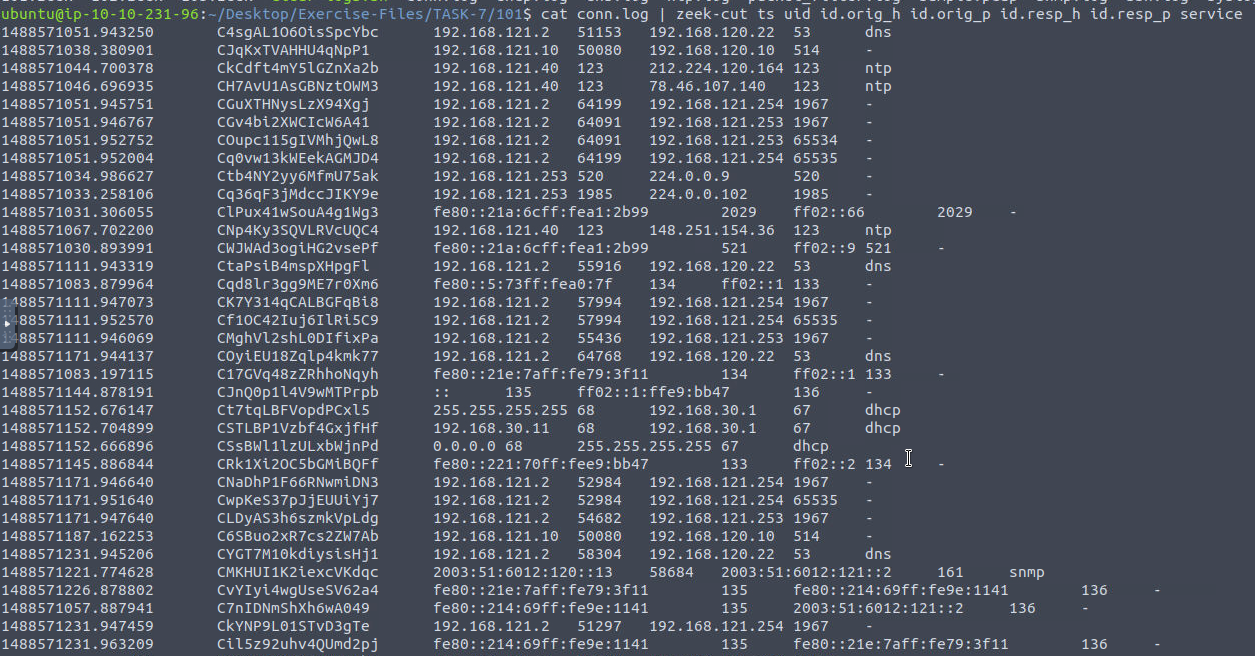 ubuntu@ip-10-10-231-96:~/Desktop/Exercise-Files/TASK-7/101$ cat conn.log | zeek-cut ts uid id.orig_h id.orig_p id.resp_h id.resp_p service
1488571051.943250 C4sgAL1O6OisSpcYbc 192.168.121.2 51153 192.168.120.22 53 dns
1488571038.380901 CJqKxTVAHHU4qNpP1 192.168.121.10 50080 192.168.120.10 514 -
1488571044.700378 CkCdft4mY5lGZnXa2b 192.168.121.40 123 212.224.120.164 123 ntp
1488571046.696935 CH7AvU1AsGBNztOWM3 192.168.121.40 123 78.46.107.140 123 ntp
1488571051.945751 CGuXTHNysLzX94Xgj 192.168.121.2 64199 192.168.121.254 1967 -
1488571051.946767 CGv4bi2XWCIcW6A41 192.168.121.2 64091 192.168.121.253 1967 -
1488571051.952752 COupc115gIVMhjQwL8 192.168.121.2 64091 192.168.121.253 65534 -
1488571051.952004 Cq0vw13kWEekAGMJD4 192.168.121.2 64199 192.168.121.254 65535 -
1488571034.986627 Ctb4NY2yy6MfmU75ak 192.168.121.253 520 224.0.0.9 520 -
1488571033.258106 Cq36qF3jMdccJIKY9e 192.168.121.253 1985 224.0.0.102 1985 -
1488571031.306055 ClPux41wSouA4g1Wg3 fe80::21a:6cff:fea1:2b99 2029 ff02::66 2029 -
1488571067.702200 CNp4Ky3SQVLRVcUQC4 192.168.121.40 123 148.251.154.36 123 ntp
1488571030.893991 CWJWAd3ogiHG2vsePf fe80::21a:6cff:fea1:2b99 521 ff02::9 521 -
1488571111.943319 CtaPsiB4mspXHpgFl 192.168.121.2 55916 192.168.120.22 53 dns
1488571083.879964 Cqd8lr3gg9ME7r0Xm6 fe80::5:73ff:fea0:7f 134 ff02::1 133 -
1488571111.947073 CK7Y314qCALBGFqBi8 192.168.121.2 57994 192.168.121.254 1967 -
1488571111.952570 Cf1OC42Iuj6IlRi5C9 192.168.121.2 57994 192.168.121.254 65535 -
1488571111.946069 CMghVl2shL0DIfixPa 192.168.121.2 55436 192.168.121.253 1967 -
1488571171.944137 COyiEU18Zqlp4kmk77 192.168.121.2 64768 192.168.120.22 53 dns
1488571083.197115 C17GVq48zZRhhoNqyh fe80::21e:7aff:fe79:3f11 134 ff02::1 133 -
1488571144.878191 CJnQ0p1l4V9wMTPrpb :: 135 ff02::1:ffe9:bb47 136 -
1488571152.676147 Ct7tqLBFVopdPCxl5 255.255.255.255 68 192.168.30.1 67 dhcp
1488571152.704899 CSTLBP1Vzbf4GxjfHf 192.168.30.11 68 192.168.30.1 67 dhcp
1488571152.666896 CSsBWl1lzULxbWjnPd 0.0.0.0 68 255.255.255.255 67 dhcp
1488571145.886844 CRk1Xi2OC5bGMiBQFf fe80::221:70ff:fee9:bb47 133 ff02::2 134 -
1488571171.946640 CNaDhP1F66RNwmiDN3 192.168.121.2 52984 192.168.121.254 1967 -
1488571171.951640 CwpKeS37pJjEUUiYj7 192.168.121.2 52984 192.168.121.254 65535 -
1488571171.947640 CLDyAS3h6szmkVpLdg 192.168.121.2 54682 192.168.121.253 1967 -
1488571187.162253 C6SBuo2xR7cs2ZW7Ab 192.168.121.10 50080 192.168.120.10 514 -
1488571231.945206 CYGT7M10kdiysisHj1 192.168.121.2 58304 192.168.120.22 53 dns
1488571221.774628 CMKHUI1K2iexcVKdqc 2003:51:6012:120::13 58684 2003:51:6012:121::2 161 snmp
1488571226.878802 CvYIyi4wgUseSV62a4 fe80::21e:7aff:fe79:3f11 135 fe80::214:69ff:fe9e:1141 136 -
1488571057.887941 C7nIDNmShXh6wA049 fe80::214:69ff:fe9e:1141 135 2003:51:6012:121::2 136 -
1488571231.947459 CkYNP9L01STvD3gTe 192.168.121.2 51297 192.168.121.254 1967 -
1488571231.963209 Cil5z92uhv4QUmd2pj fe80::214:69ff:fe9e:1141 135 fe80::21e:7aff:fe79:3f11 136 -